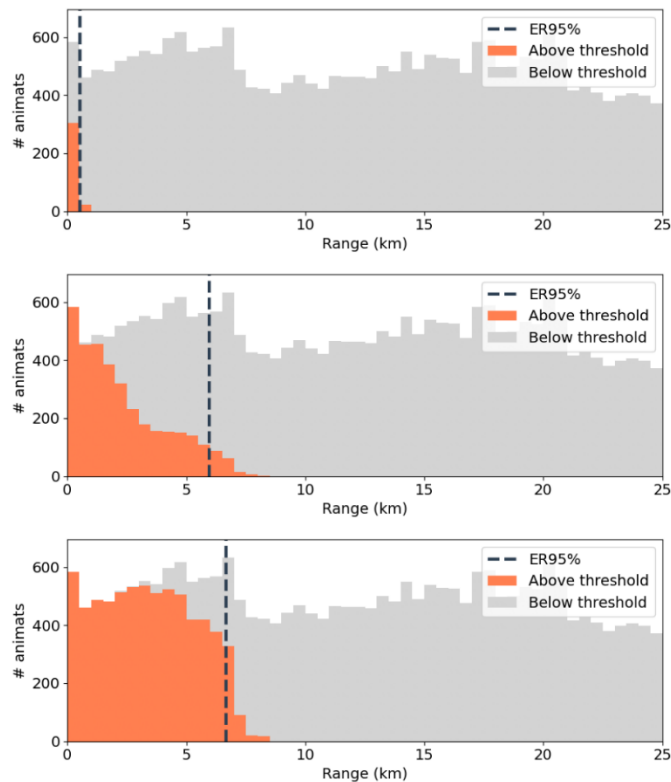 600
400
200
0
# animats
ER95%
Above threshold
Below threshold
0 5 10 15 20 25
Range (km)
600
400
200
0
# animats
ER95%
Above threshold
Below threshold
0 5 10 15 20 25
Range (km)
600
400
200
0
# animats
ER95%
Above threshold
Below threshold
0 5 10 15 20 25
Range (km)